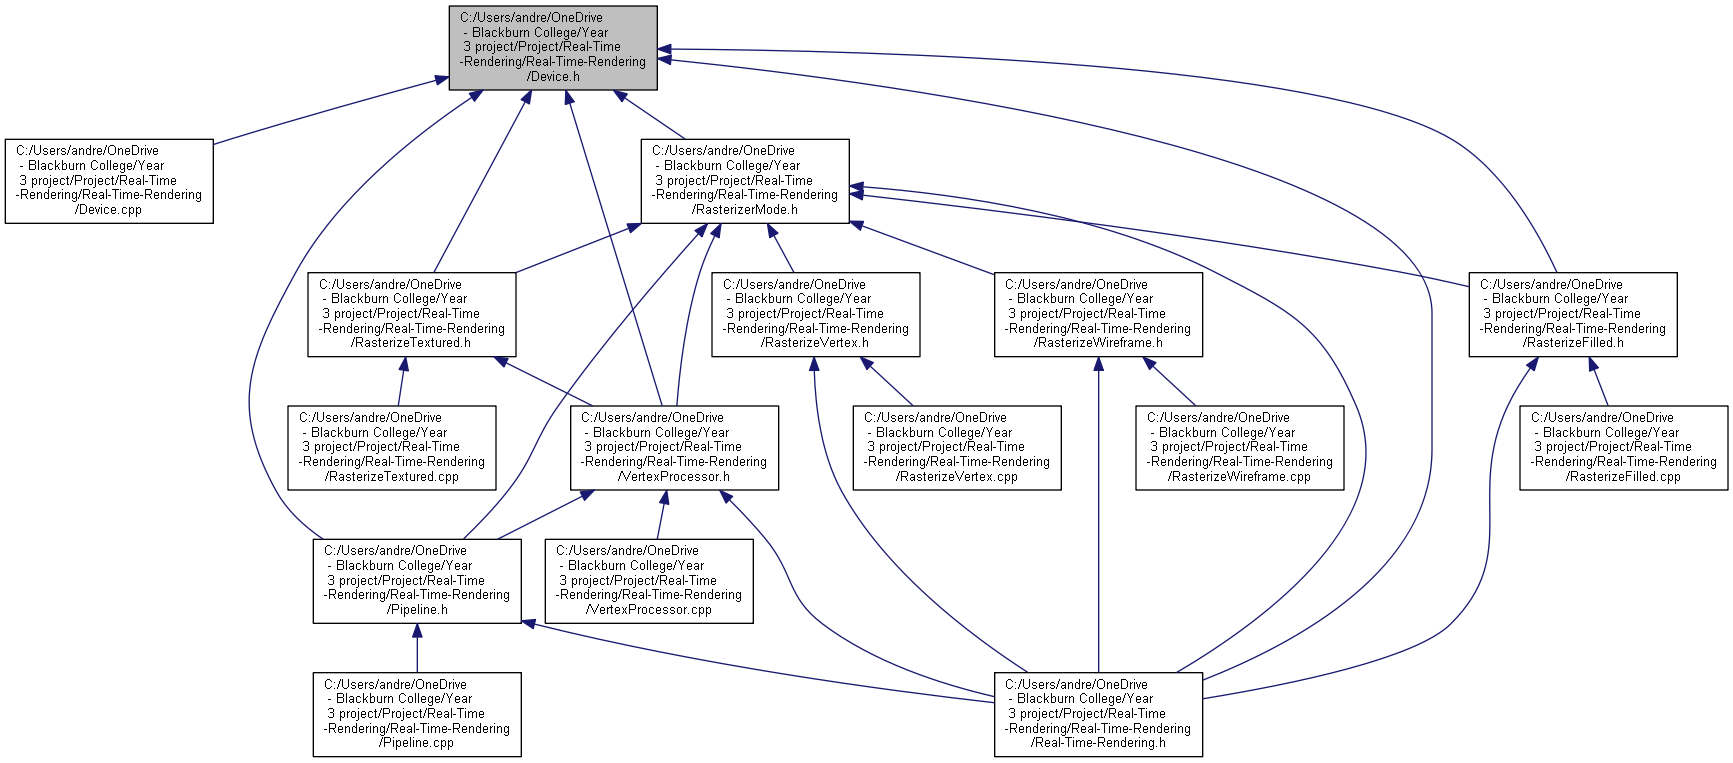 C:/Users/andre/OneDrive
- Blackburn College/Year
3 project/Project/Real-Time
-Rendering/Real-Time-Rendering
/Device.h
C:/Users/andre/OneDrive
- Blackburn College/Year
3 project/Project/Real-Time
-Rendering/Real-Time-Rendering
/Device.cpp
C:/Users/andre/OneDrive
- Blackburn College/Year
3 project/Project/Real-Time
-Rendering/Real-Time-Rendering
/RasterizerMode.h
C:/Users/andre/OneDrive
- Blackburn College/Year
3 project/Project/Real-Time
-Rendering/Real-Time-Rendering
/RasterizeTextured.h
C:/Users/andre/OneDrive
- Blackburn College/Year
3 project/Project/Real-Time
-Rendering/Real-Time-Rendering
/RasterizeVertex.h
C:/Users/andre/OneDrive
- Blackburn College/Year
3 project/Project/Real-Time
-Rendering/Real-Time-Rendering
/RasterizeWireframe.h
C:/Users/andre/OneDrive
- Blackburn College/Year
3 project/Project/Real-Time
-Rendering/Real-Time-Rendering
/RasterizeFilled.h
C:/Users/andre/OneDrive
- Blackburn College/Year
3 project/Project/Real-Time
-Rendering/Real-Time-Rendering
/RasterizeTextured.cpp
C:/Users/andre/OneDrive
- Blackburn College/Year
3 project/Project/Real-Time
-Rendering/Real-Time-Rendering
/VertexProcessor.h
C:/Users/andre/OneDrive
- Blackburn College/Year
3 project/Project/Real-Time
-Rendering/Real-Time-Rendering
/RasterizeVertex.cpp
C:/Users/andre/OneDrive
- Blackburn College/Year
3 project/Project/Real-Time
-Rendering/Real-Time-Rendering
/RasterizeWireframe.cpp
C:/Users/andre/OneDrive
- Blackburn College/Year
3 project/Project/Real-Time
-Rendering/Real-Time-Rendering
/RasterizeFilled.cpp
C:/Users/andre/OneDrive
- Blackburn College/Year
3 project/Project/Real-Time
-Rendering/Real-Time-Rendering
/Pipeline.h
C:/Users/andre/OneDrive
- Blackburn College/Year
3 project/Project/Real-Time
-Rendering/Real-Time-Rendering
/VertexProcessor.cpp
C:/Users/andre/OneDrive
- Blackburn College/Year
3 project/Project/Real-Time
-Rendering/Real-Time-Rendering
/Pipeline.cpp
C:/Users/andre/OneDrive
- Blackburn College/Year
3 project/Project/Real-Time
-Rendering/Real-Time-Rendering
/Real-Time-Rendering.h